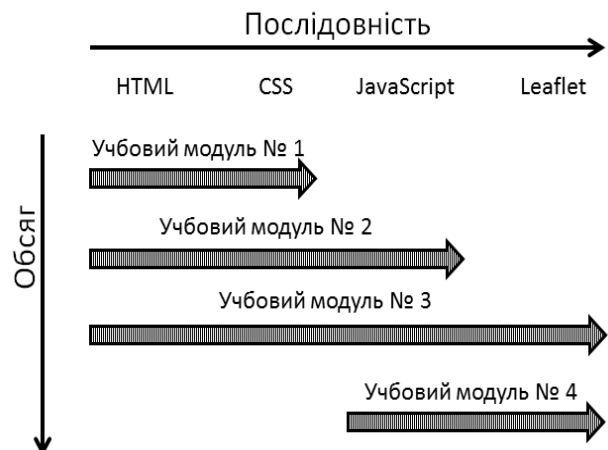 Послідовність
HTML CSS JavaScript Leaflet
Учбовий модуль № 1
Учбовий модуль № 2
Учбовий модуль № 3
Учбовий модуль № 4
Обсяг